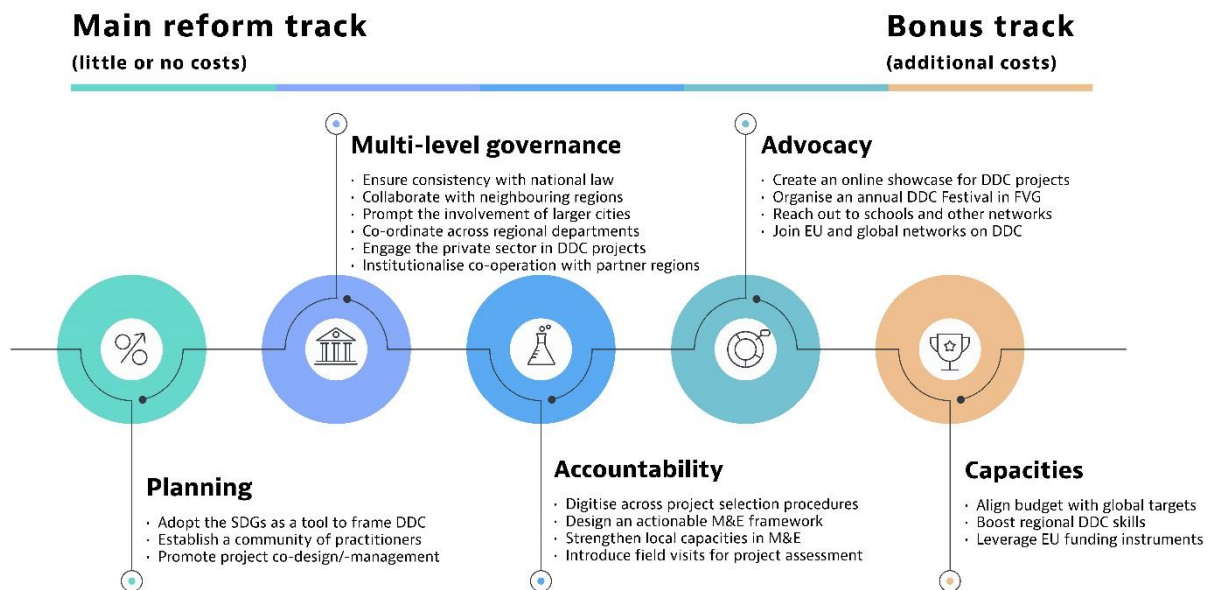 Main reform track
(little or no costs)
Bonus track
(additional costs)
Multi-level governance
· Ensure consistency with national law
· Collaborate with neighbouring regions
· Prompt the involvement of larger cities
· Co-ordinate across regional departments
· Engage the private sector in DDC projects
· Institutionalise co-operation with partner regions
Advocacy
· Create an online showcase for DDC projects
· Organise an annual DDC Festival in FVG
· Reach out to schools and other networks
· Join EU and global networks on DDC
Planning
· Adopt the SDGs as a tool to frame DDC
· Establish a community of practitioners
· Promote project co-design/-management
Accountability
· Digitise across project selection procedures
· Design an actionable M&E framework
· Strengthen local capacities in M&E
· Introduce field visits for project assessment
Capacities
· Align budget with global targets
· Boost regional DDC skills
· Leverage EU funding instruments